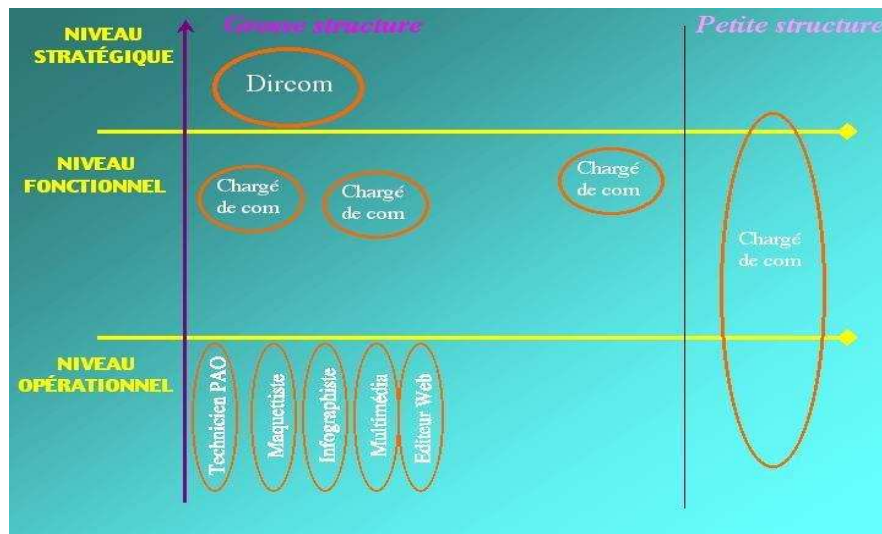 Grosse structure
Petite structure
NIVEAU
STRATÉGIQUE
Dircom
NIVEAU
FONCTIONNEL
Chargé
de com
Chargé
de com
Chargé
de com
Chargé
de com
NIVEAU
OPÉRATIONNEL
Technicien PAO
Maquettiste
Infographiste
Multimédia
Editeur Web